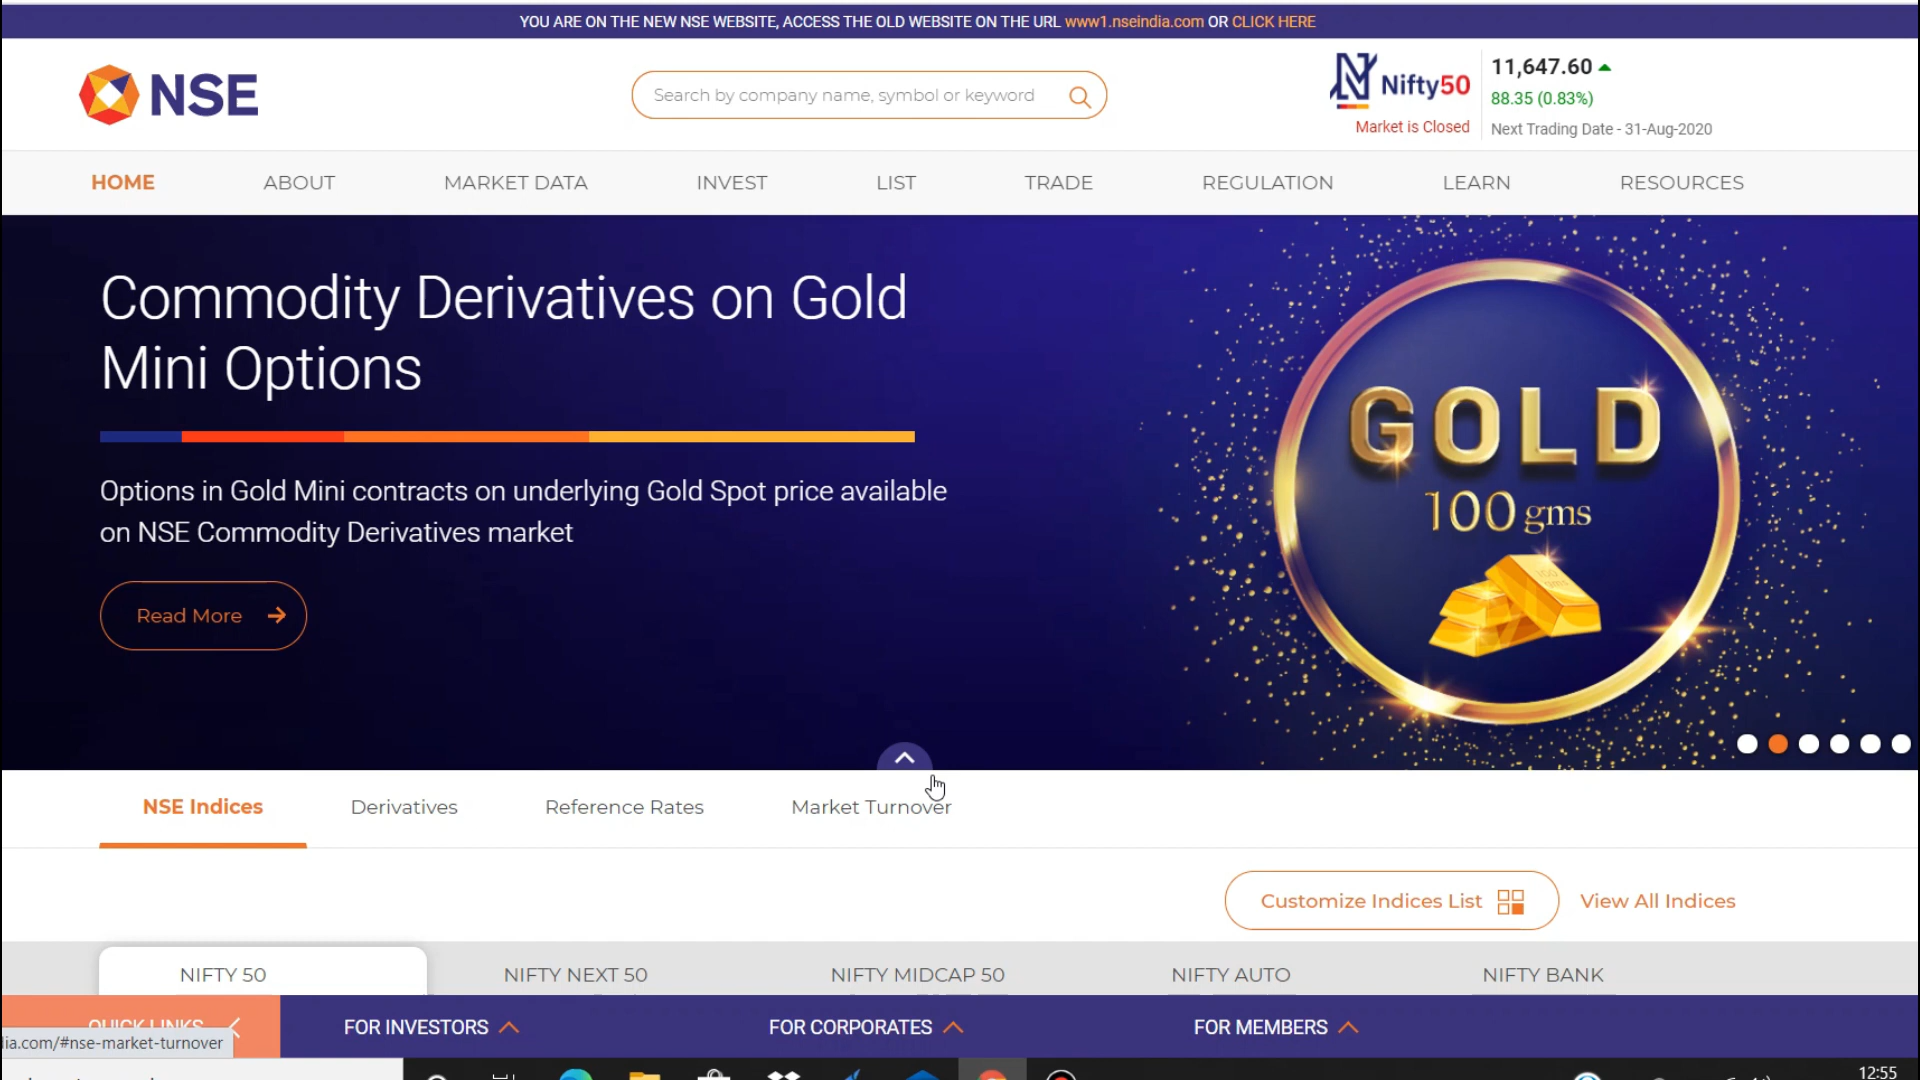 YOU ARE ON THE NEW NSE WEBSITE, ACCESS THE OLD WEBSITE ON THE URL www1.nseindia.com OR CLICK HERE
NSE
Search by company name, symbol or keyword
Nifty50
11,647.60
88.35 (0.83%)
Market is Closed
Next Trading Date - 31-Aug-2020
HOME ABOUT MARKET DATA INVEST LIST TRADE REGULATION LEARN RESOURCES
Commodity Derivatives on Gold
Mini Options
Options in Gold Mini contracts on underlying Gold Spot price available
on NSE Commodity Derivatives market
Read More
GOLD
100 gms
NSE Indices Derivatives Reference Rates Market Turnover
Customize Indices List View All Indices
NIFTY 50 NIFTY NEXT 50 NIFTY MIDCAP 50 NIFTY AUTO NIFTY BANK
QUICK LINKS FOR INVESTORS FOR CORPORATES FOR MEMBERS
ia.com/#nse-market-turnover
12:55